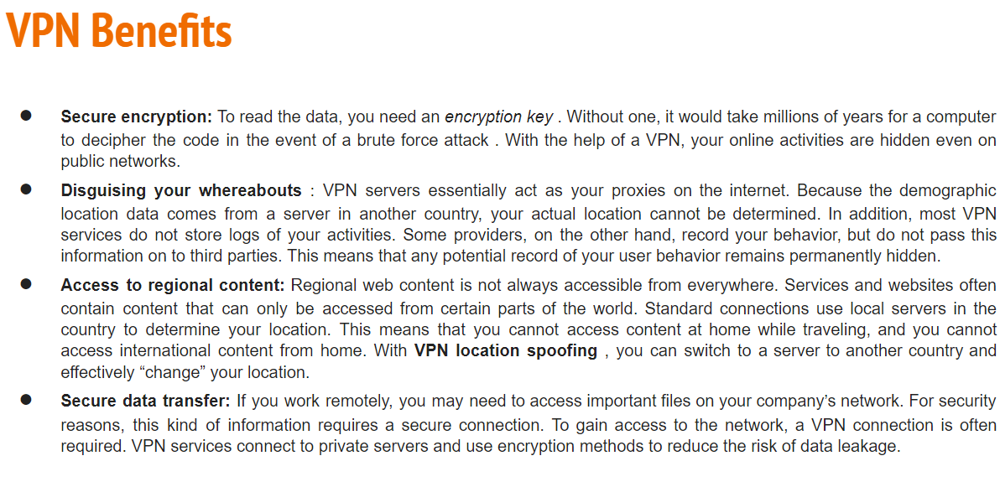 VPN Benefits
● Secure encryption: To read the data, you need an encryption key . Without one, it would take millions of years for a computer
to decipher the code in the event of a brute force attack . With the help of a VPN, your online activities are hidden even on
public networks.
● Disguising your whereabouts : VPN servers essentially act as your proxies on the internet. Because the demographic
location data comes from a server in another country, your actual location cannot be determined. In addition, most VPN
services do not store logs of your activities. Some providers, on the other hand, record your behavior, but do not pass this
information on to third parties. This means that any potential record of your user behavior remains permanently hidden.
● Access to regional content: Regional web content is not always accessible from everywhere. Services and websites often
contain content that can only be accessed from certain parts of the world. Standard connections use local servers in the
country to determine your location. This means that you cannot access content at home while traveling, and you cannot
access international content from home. With VPN location spoofing , you can switch to a server to another country and
effectively “change” your location.
● Secure data transfer: If you work remotely, you may need to access important files on your company’s network. For security
reasons, this kind of information requires a secure connection. To gain access to the network, a VPN connection is often
required. VPN services connect to private servers and use encryption methods to reduce the risk of data leakage.